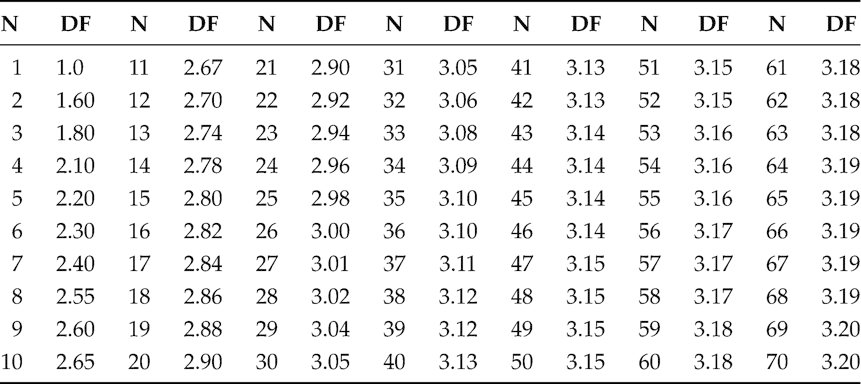 N DF N DF N DF N DF N DF N DF N DF
1 1.0 11 2.67 21 2.90 31 3.05 41 3.13 51 3.15 61 3.18
2 1.60 12 2.70 22 2.92 32 3.06 42 3.13 52 3.15 62 3.18
3 1.80 13 2.74 23 2.94 33 3.08 43 3.14 53 3.16 63 3.18
4 2.10 14 2.78 24 2.96 34 3.09 44 3.14 54 3.16 64 3.19
5 2.20 15 2.80 25 2.98 35 3.10 45 3.14 55 3.16 65 3.19
6 2.30 16 2.82 26 3.00 36 3.10 46 3.14 56 3.17 66 3.19
7 2.40 17 2.84 27 3.01 37 3.11 47 3.15 57 3.17 67 3.19
8 2.55 18 2.86 28 3.02 38 3.12 48 3.15 58 3.17 68 3.19
9 2.60 19 2.88 29 3.04 39 3.12 49 3.15 59 3.18 69 3.20
10 2.65 20 2.90 30 3.05 40 3.13 50 3.15 60 3.18 70 3.20